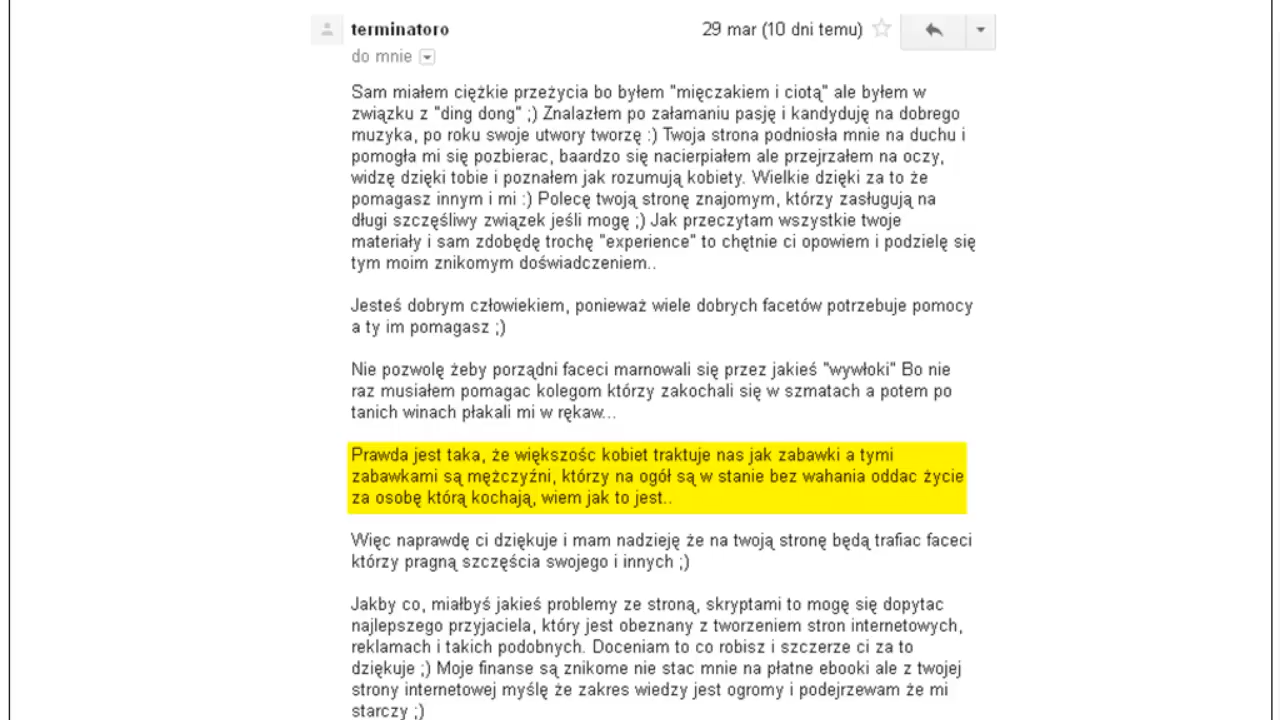 terminatoro
29 mar (10 dni temu)
do mnie
Sam miałem ciężkie przeżycia bo byłem "mięczakiem i ciotą" ale byłem w
związku z "ding dong" ;) Znalazłem po załamaniu pasję i kandyduję na dobrego
muzyka, po roku swoje utwory tworzę :) Twoja strona podniosła mnie na duchu i
pomogła mi się pozbierac, baardzo się nacierpiałem ale przejrzałem na oczy,
widzę dzięki tobie i poznałem jak rozumują kobiety. Wielkie dzięki za to że
pomagasz innym i mi :) Polecę twoją stronę znajomym, którzy zasługują na
długi szczęśliwy związek jeśli mogę ;) Jak przeczytam wszystkie twoje
materiały i sam zdobędę trochę "experience" to chętnie ci opowiem i podzielę się
tym moim znikomym doświadczeniem..
Jesteś dobrym człowiekiem, ponieważ wiele dobrych facetów potrzebuje pomocy
a ty im pomagasz ;)
Nie pozwolę żeby porządni faceci marnowali się przez jakieś "wywłoki" Bo nie
raz musiałem pomagac kolegom którzy zakochali się w szmatach a potem po
tanich winach płakali mi w rękaw...
Prawda jest taka, że większośc kobiet traktuje nas jak zabawki a tymi
zabawkami są mężczyźni, którzy na ogół są w stanie bez wahania oddac życie
za osobę którą kochają, wiem jak to jest..
Więc naprawdę ci dziękuje i mam nadzieję że na twoją stronę będą trafiac faceci
którzy pragną szczęścia swojego i innych ;)
Jakby co, miałbyś jakieś problemy ze stroną, skryptami to mogę się dopytac
najlepszego przyjaciela, który jest obeznany z tworzeniem stron internetowych,
reklamach i takich podobnych. Doceniam to co robisz i szczerze ci za to
dziękuje ;) Moje finanse są znikome nie stac mnie na płatne ebooki ale z twojej
strony internetowej myślę że zakres wiedzy jest ogromy i podejrzewam że mi
starczy ;)